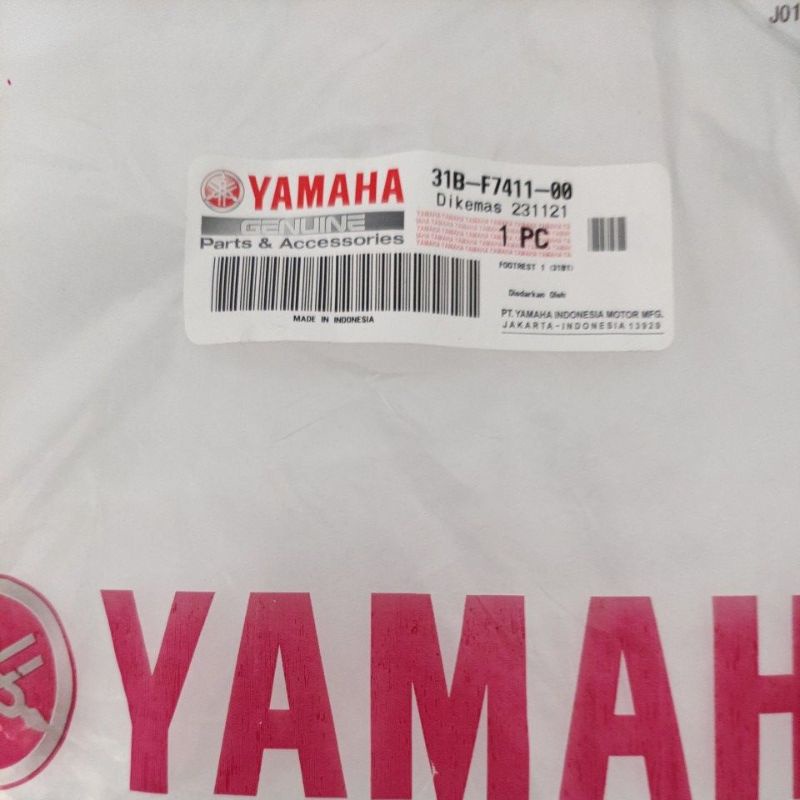 J01
YAMAHA
GENUINE
Parts & Accessories
31B-F7411-00
Dikemas 231121
1 PC
FOOTREST 1 (31B1)
Diedarkan Oleh:
MADE IN INDONESIA
PT. YAMAHA INDONESIA MOTOR MFG.
JAKARTA-INDONESIA 13920
YAMAH